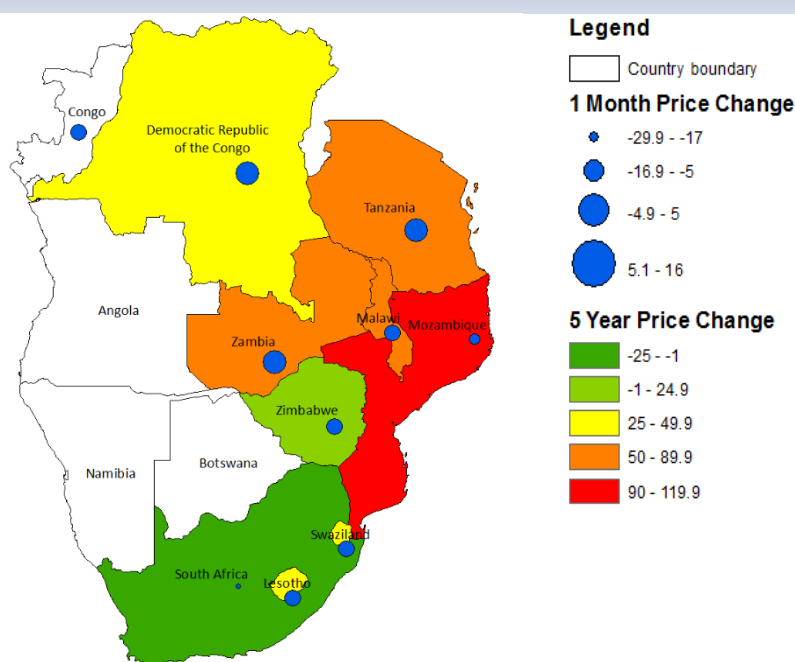 Congo
Democratic Republic
of the Congo
Tanzania
Angola
Malawi
Mozambique
Zambia
Zimbabwe
Namibia
Botswana
Swaziland
South Africa
Lesotho
Legend
Country boundary
1 Month Price Change
-29.9 - -17
-16.9 - -5
-4.9 - 5
5.1 - 16
5 Year Price Change
-25 - -1
-1 - 24.9
25 - 49.9
50 - 89.9
90 - 119.9